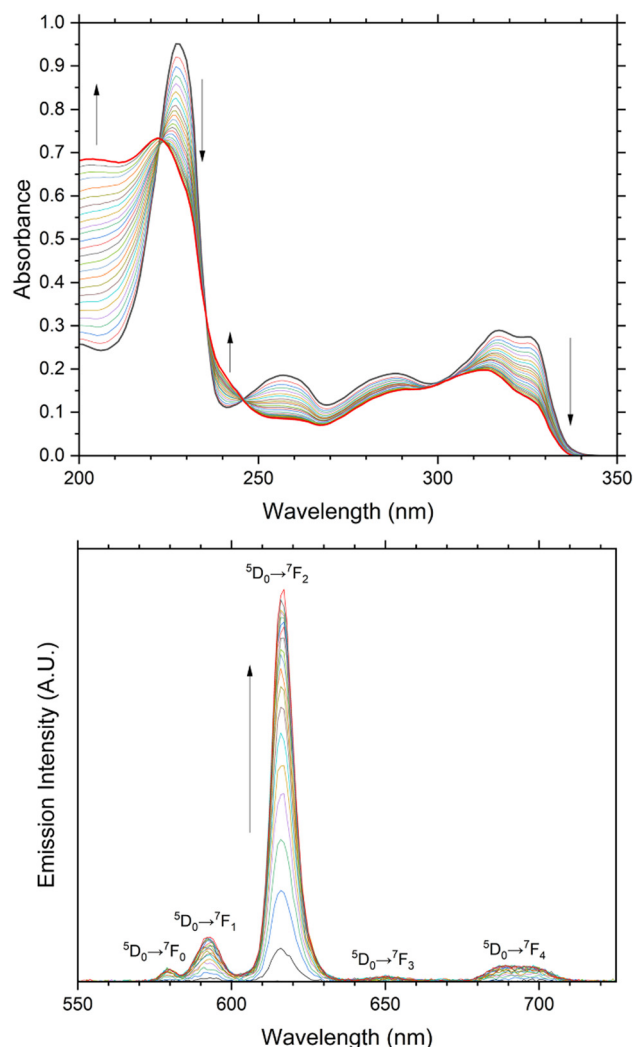 1.0
0.9
0.8
0.7
0.6
0.5
0.4
0.3
0.2
0.1
0.0
Absorbance
200 250 300 350
Wavelength (nm)
⁵D₀→⁷F₂
⁵D₀→⁷F₁
⁵D₀→⁷F₀
⁵D₀→⁷F₃
⁵D₀→⁷F₄
Emission Intensity (A.U.)
550 600 650 700
Wavelength (nm)